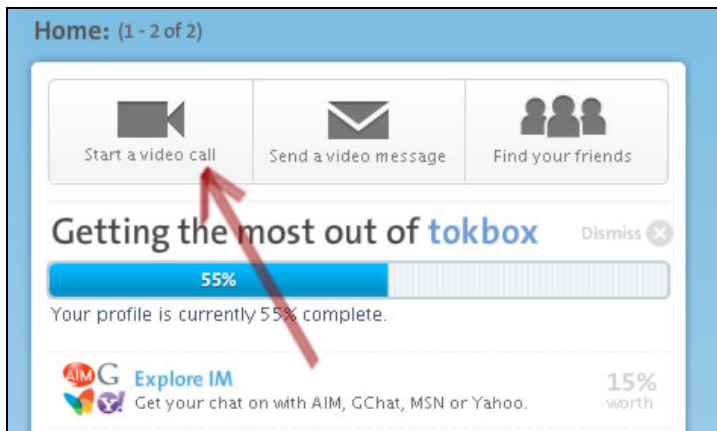 Home: (1 - 2 of 2)
Start a video call
Send a video message
Find your friends
Getting the most out of tokbox
Dismiss
55%
Your profile is currently 55% complete.
AIM G
Explore IM
15%
Y!
Get your chat on with AIM, GChat, MSN or Yahoo.
worth